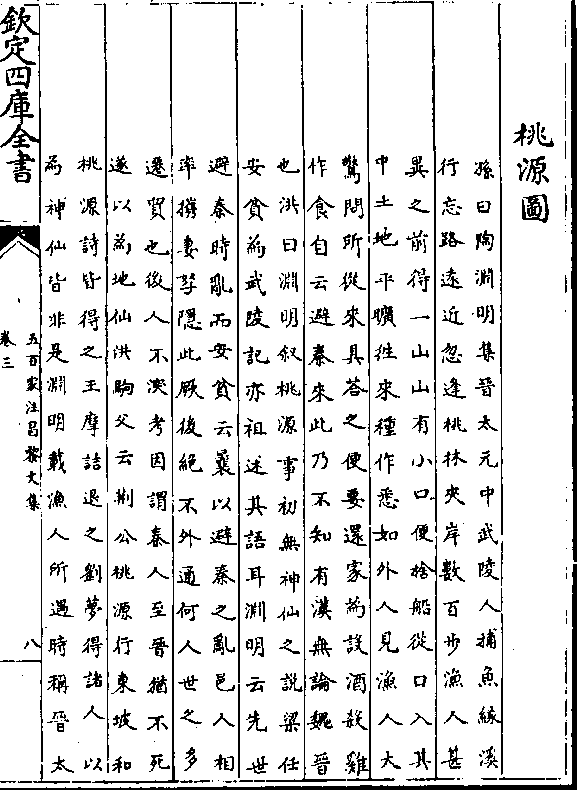 桃源圖
孫曰陶淵明集晉太元中武陵人捕魚緣溪
行忘路遠近忽逢桃林夾岸數百步漁人甚
異之前得一山山有小口便捨船從口入其
中土地平曠往來種作悉如外人見漁人大
驚問所從來具答之便要還家為設酒殺雞
作食自云避秦來此乃不知有漢無論魏晉
也洪曰淵明叙桃源事初無神仙之說梁任
安貧為武陵記亦祖述其語耳淵明云先世
避秦時亂而安貧云曩以避秦之亂邑人相
率攜妻孥隱此厥後絕不外通何人世之多
遷貿也後人不深考因謂秦人至晉猶不死
遂以為地仙洪駒父云荆公桃源行東坡和
桃源詩皆得之王摩詰退之劉夢得諸人以
為神仙皆非是淵明載漁人所遇時稱晉太
欽定四庫全書
五百家注昌黎文集
卷三
八